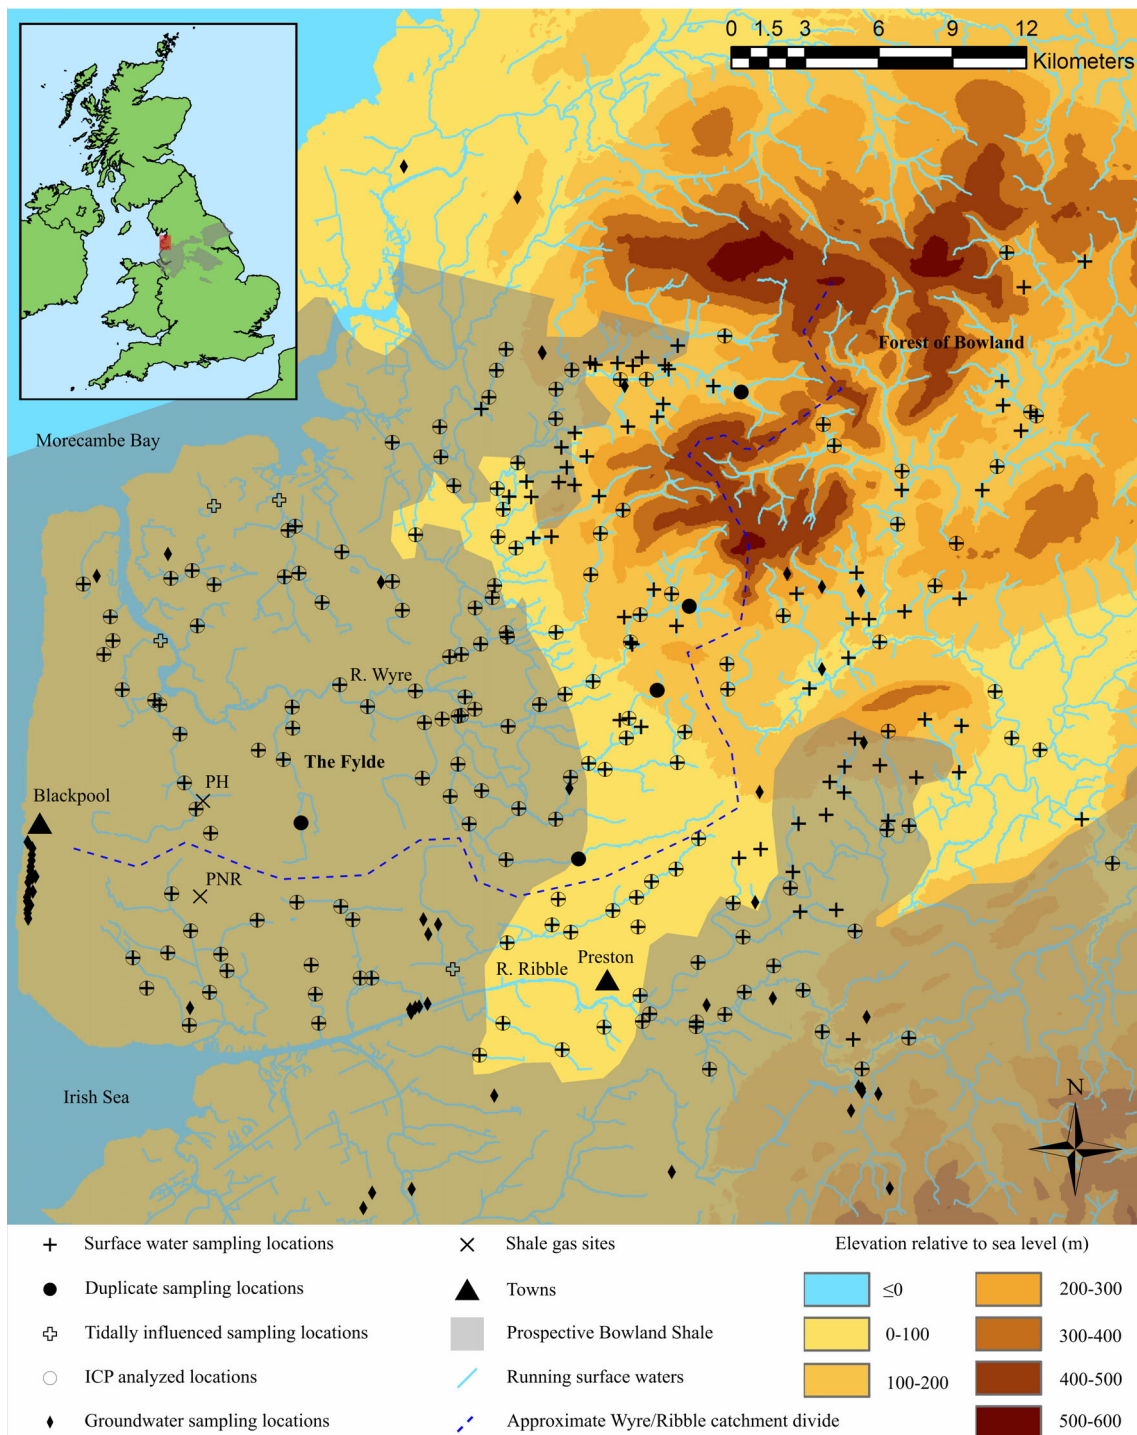 0 1.5 3 6 9 12
Kilometers
Forest of Bowland
Morecambe Bay
R. Wyre
The Fylde
PH
Blackpool
PNR
Preston
R. Ribble
Irish Sea
N
Surface water sampling locations
Duplicate sampling locations
Tidally influenced sampling locations
ICP analyzed locations
Groundwater sampling locations
Shale gas sites
Towns
Prospective Bowland Shale
Running surface waters
Approximate Wyre/Ribble catchment divide
Elevation relative to sea level (m)
≤0
0-100
100-200
200-300
300-400
400-500
500-600